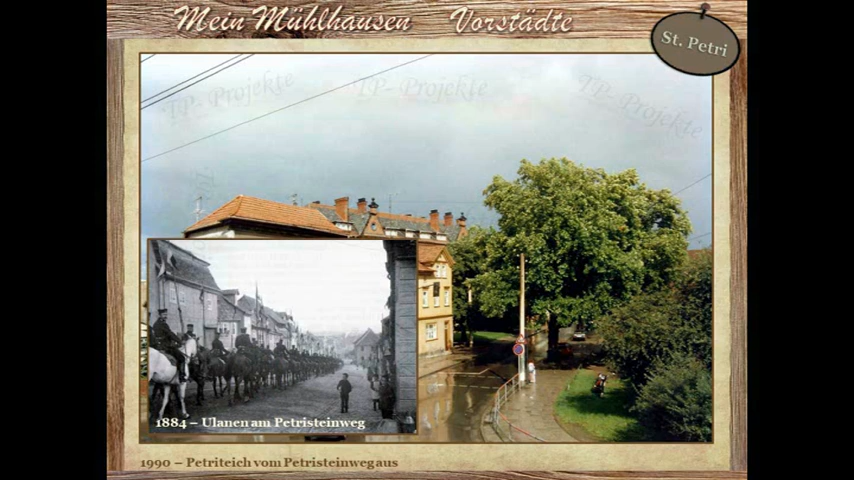 Mein Mühlhausen Vorstädte
St. Petri
TP- Projekte TP- Projekte TP- Projekte
1884 – Ulanen am Petristeinweg
1990 – Petriteich vom Petristeinweg aus